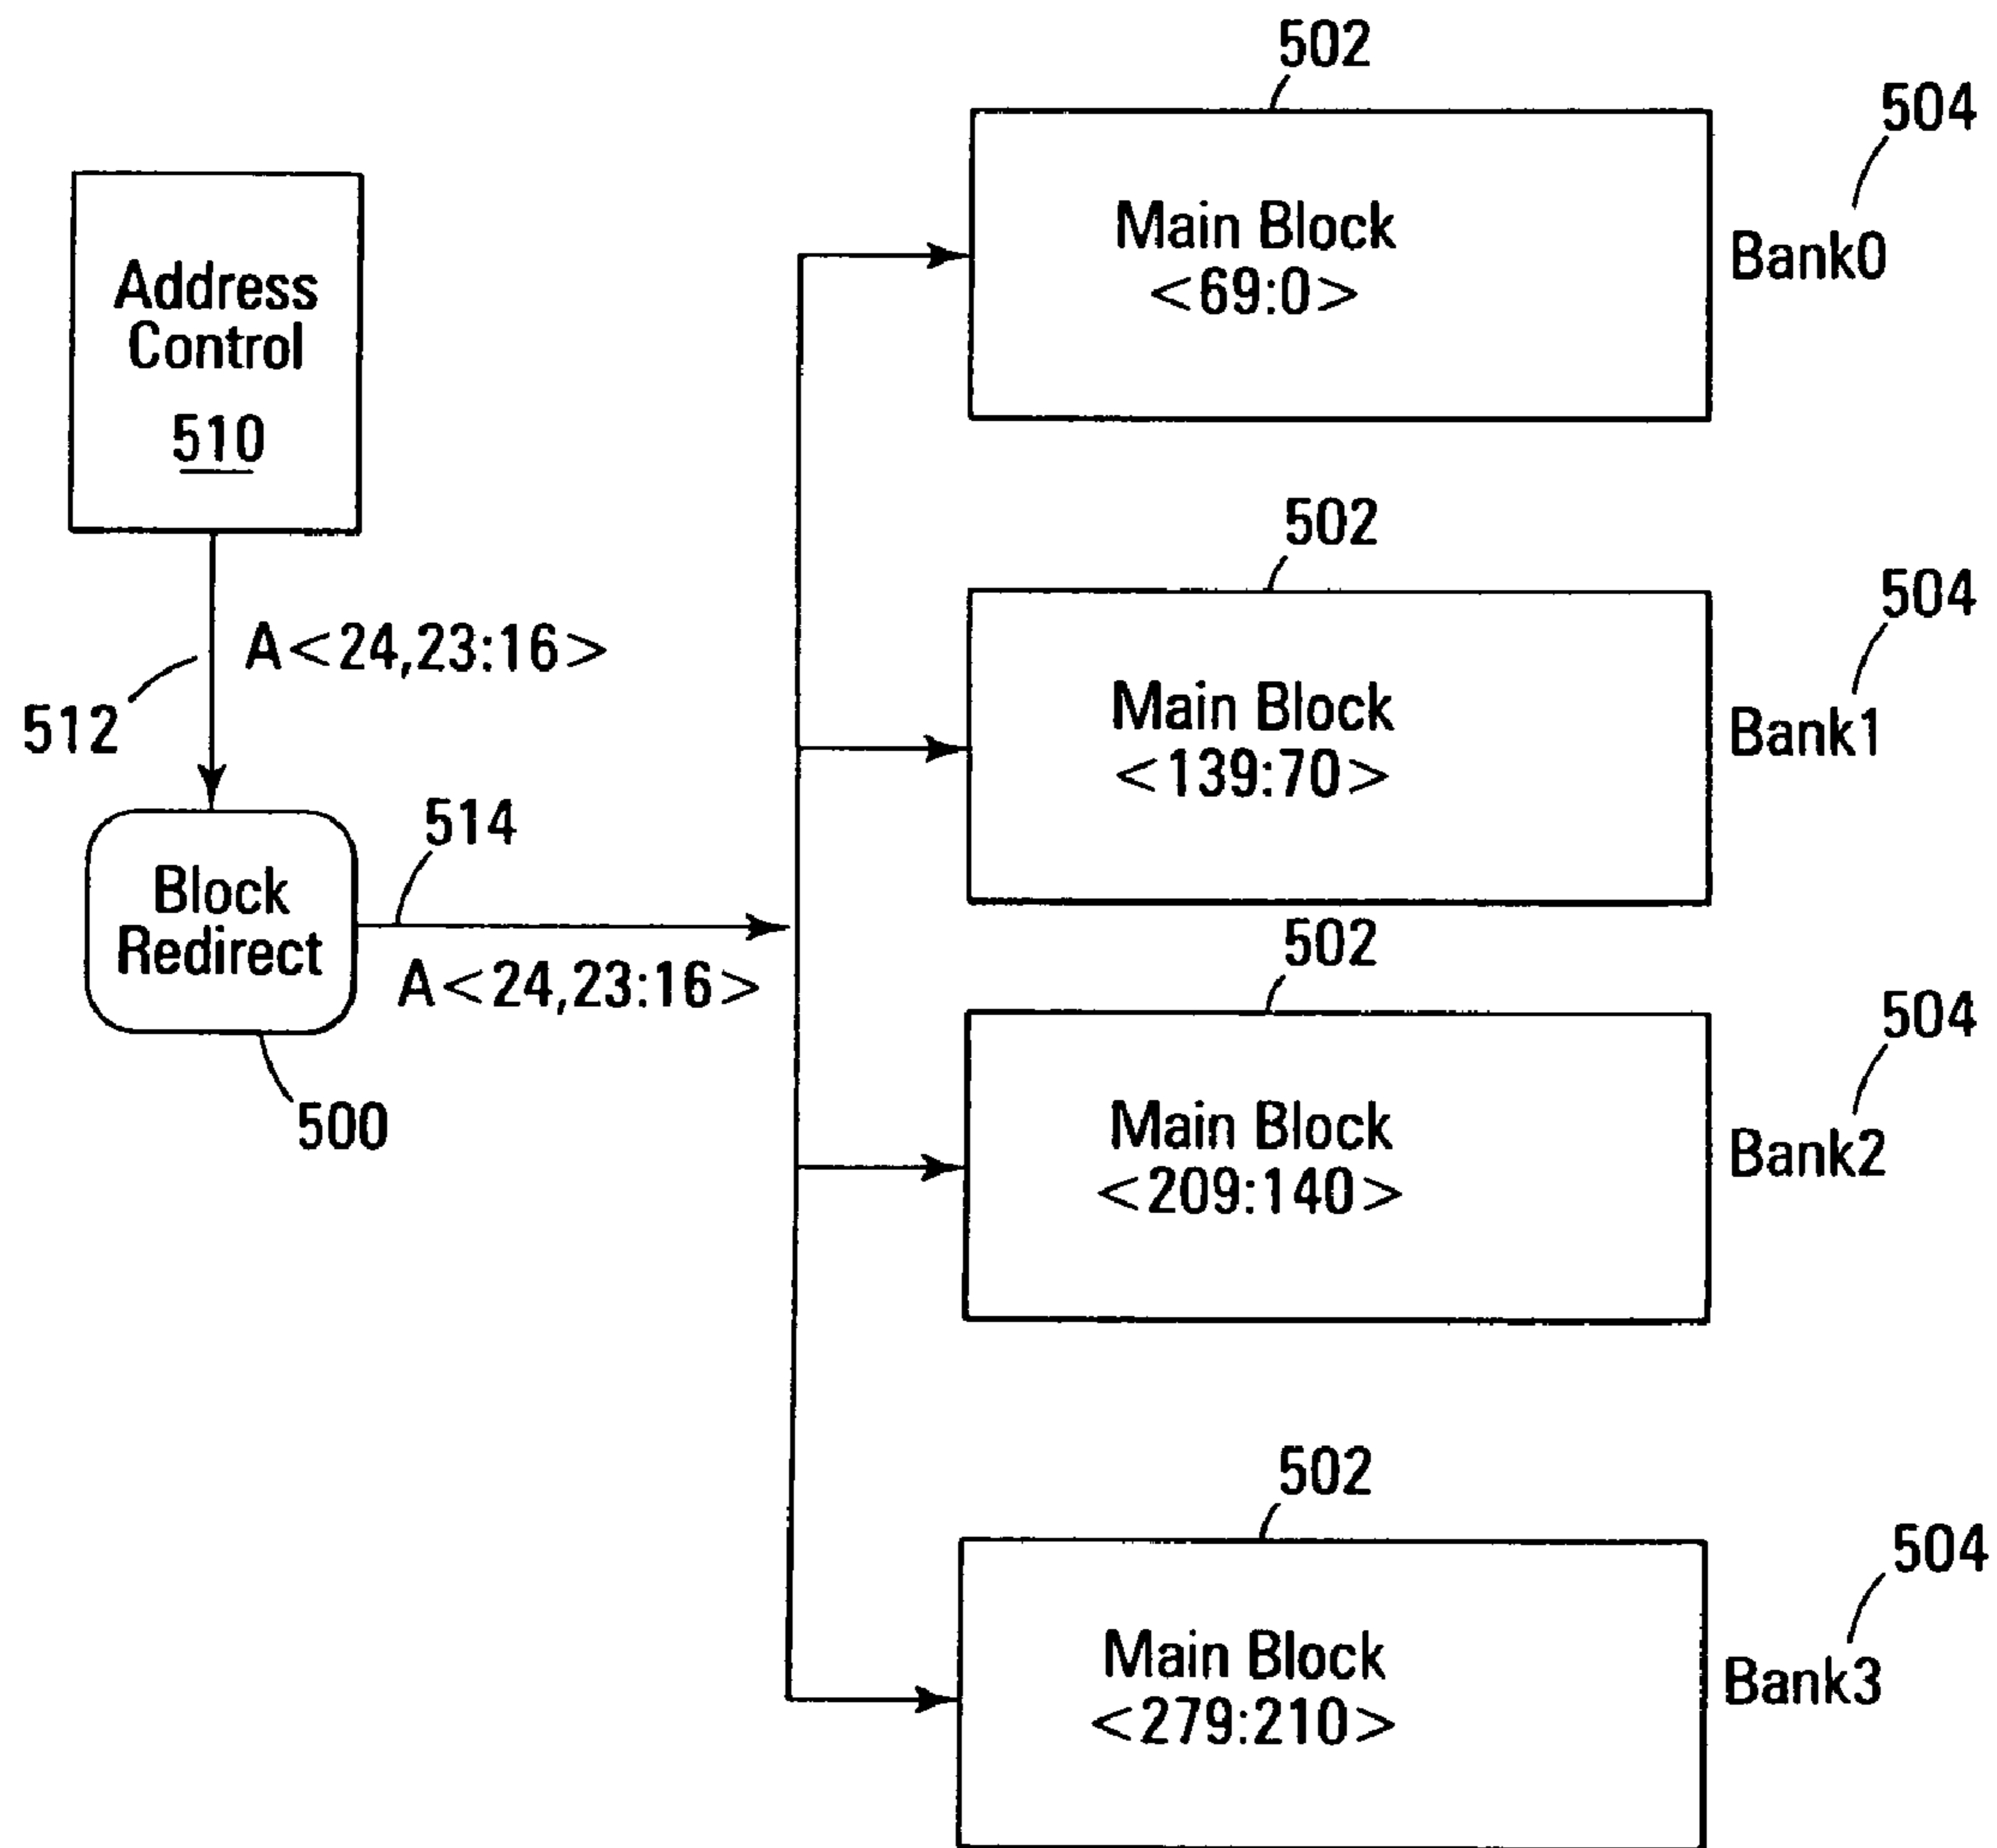 502
504
Address
Control
510
Main Block
<69:0>
Bank0
502
504
A<24,23:16>
512
Main Block
<139:70>
Bank1
514
Block
Redirect
A<24,23:16>
500
502
504
Main Block
<209:140>
Bank2
502
504
Main Block
<279:210>
Bank3